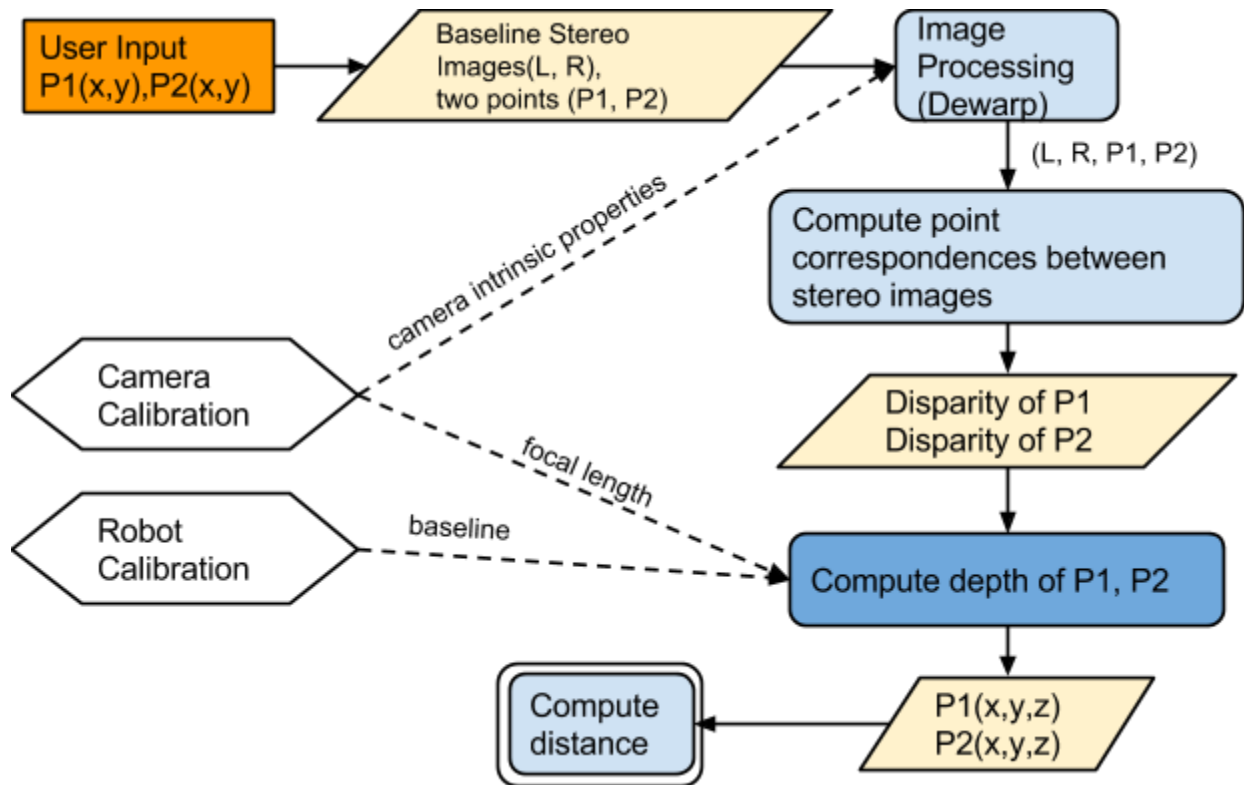 User Input
P1(x,y),P2(x,y)
Baseline Stereo
Images(L, R),
two points (P1, P2)
Image
Processing
(Dewarp)
(L, R, P1, P2)
camera intrinsic properties
Compute point
correspondences between
stereo images
Camera
Calibration
Disparity of P1
Disparity of P2
focal length
Robot
Calibration
baseline
Compute depth of P1, P2
P1(x,y,z)
P2(x,y,z)
Compute
distance